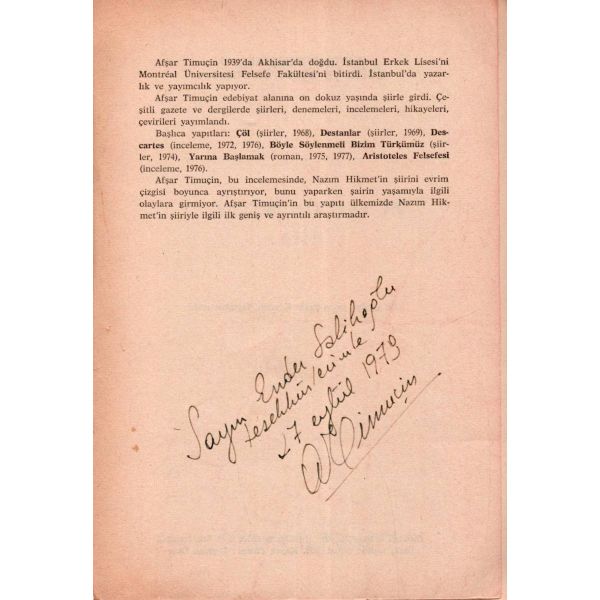 Afşar Timuçin 1939'da Akhisar'da doğdu. İstanbul Erkek Lisesi'ni
Montréal Üniversitesi Felsefe Fakültesi'ni bitirdi. İstanbul'da yazar-
lık ve yayımcılık yapıyor.
Afşar Timuçin edebiyat alanına on dokuz yaşında şiirle girdi. Çe-
şitli gazete ve dergilerde şiirleri, denemeleri, incelemeleri, hikayeleri,
çevirileri yayımlandı.
Başlıca yapıtları: Çöl (şiirler, 1968), Destanlar (şiirler, 1969), Des-
cartes (inceleme, 1972, 1976), Böyle Söylenmeli Bizim Türkümüz (şiir-
ler, 1974), Yarına Başlamak (roman, 1975, 1977), Aristoteles Felsefesi
(inceleme, 1976).
Afşar Timuçin, bu incelemesinde, Nazım Hikmet'in şiirini evrim
çizgisi boyunca ayrıştırıyor, bunu yaparken şairin yaşamıyla ilgili
olaylara girmiyor. Afşar Timuçin'in bu yapıtı ülkemizde Nazım Hik-
met'in şiiriyle ilgili ilk geniş ve ayrıntılı araştırmadır.
Sayın Ender Salihoğlu
teşekkürlerimle
27 eylül 1979
A Timuçin